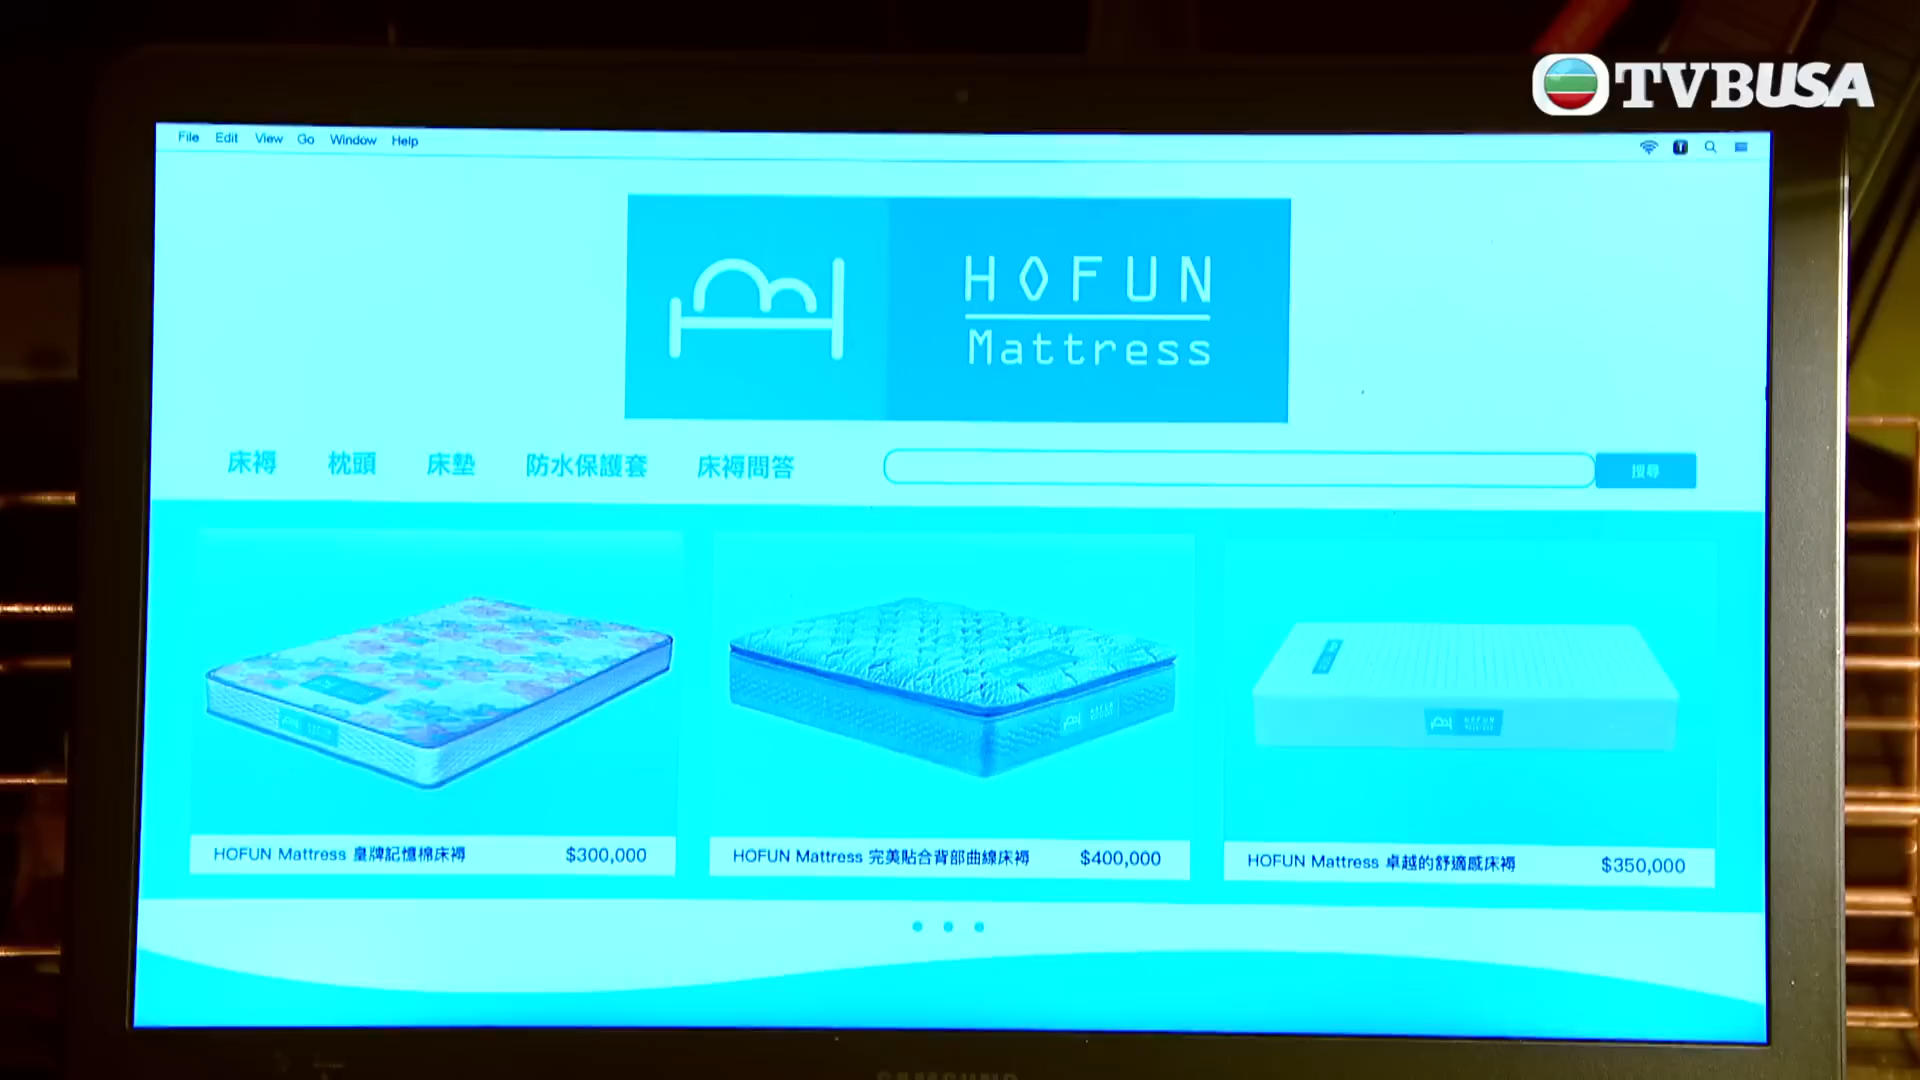 TVBUSA
File Edit View Go Window Help
HOFUN
Mattress
床褥 枕頭 床墊 防水保護套 床褥問答 搜尋
HOFUN Mattress 皇牌記憶棉床褥 $300,000
HOFUN Mattress 完美貼合背部曲線床褥 $400,000
HOFUN Mattress 卓越的舒適感床褥 $350,000
SAMSUNG